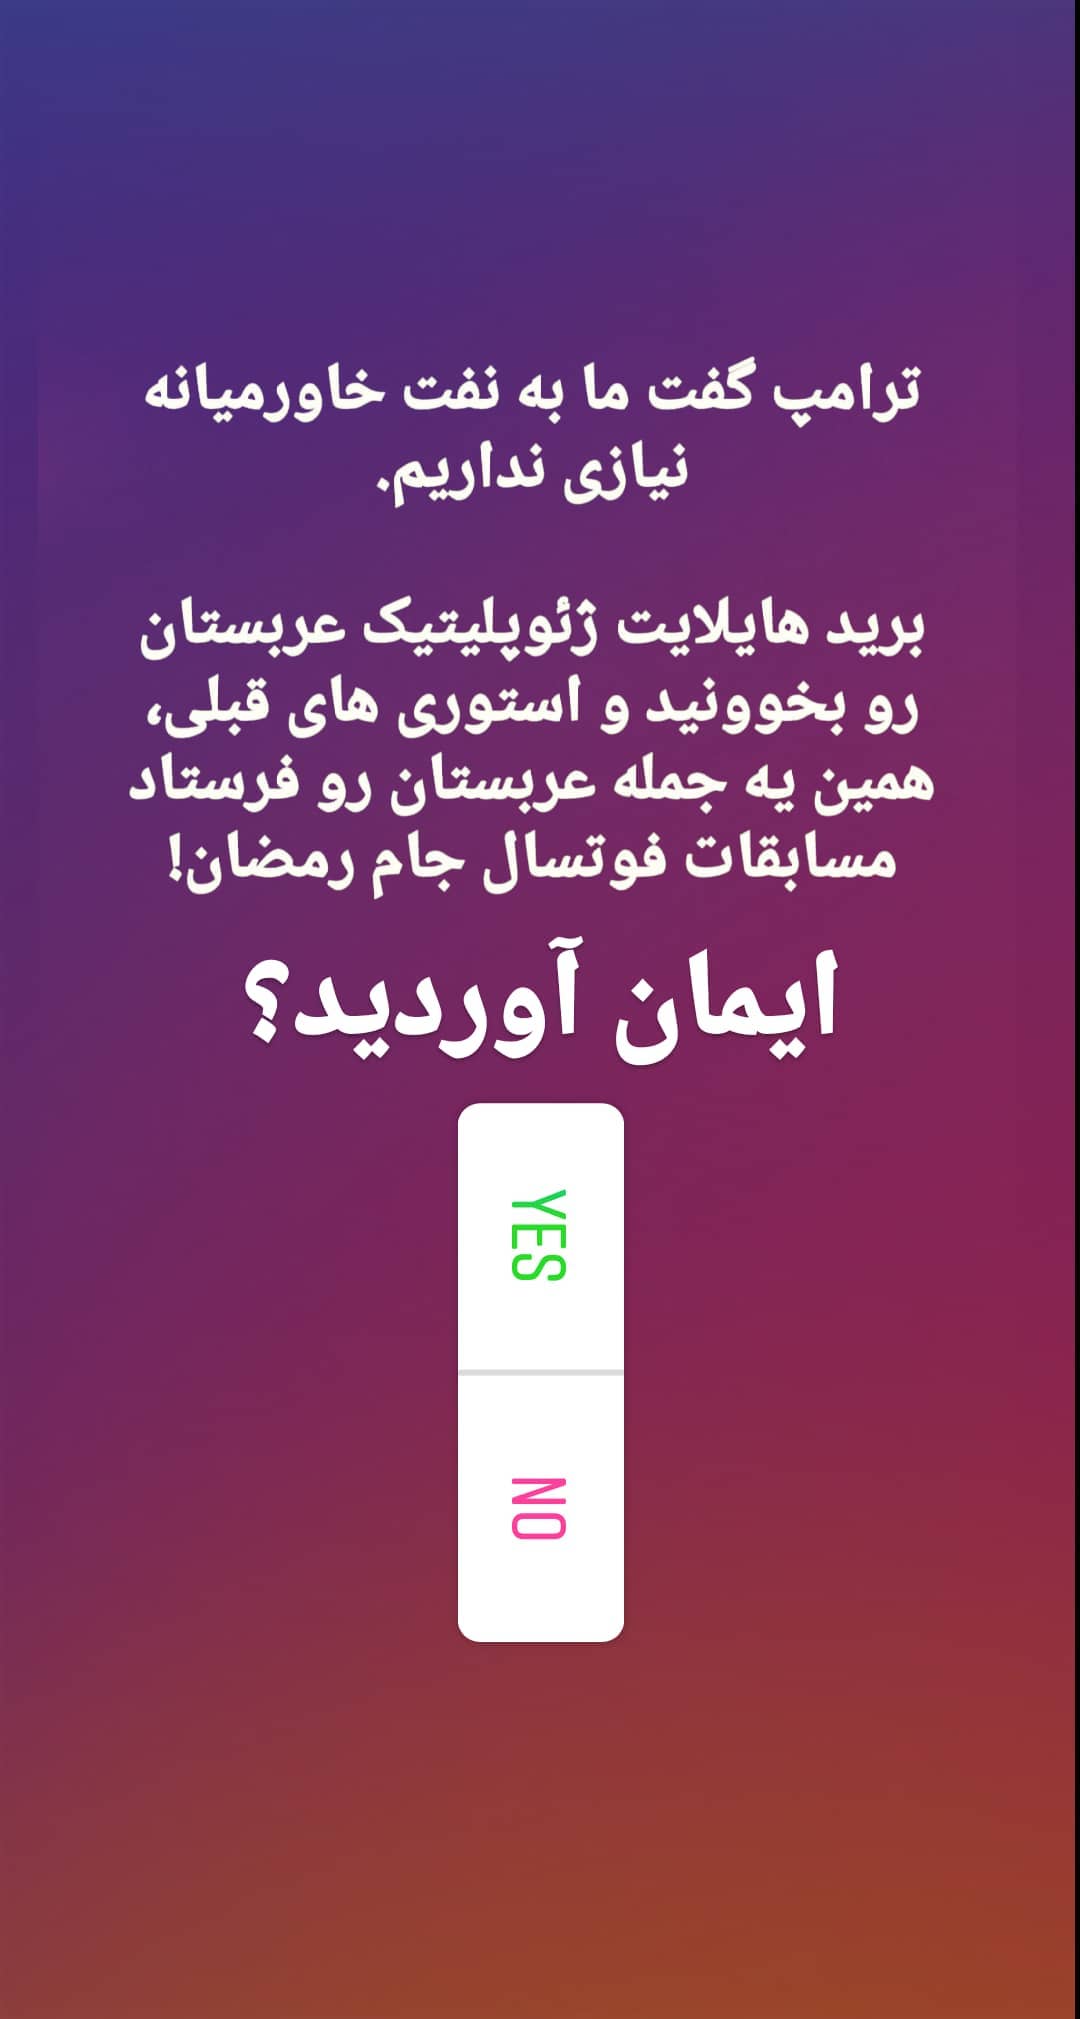 ترامپ گفت ما به نفت خاورمیانه
نیازی نداریم.
برید هایلایت ژئوپلیتیک عربستان
رو بخوونید و استوری های قبلی،
همین یه جمله عربستان رو فرستاد
مسابقات فوتسال جام رمضان!
ایمان آوردید؟
YES
NO